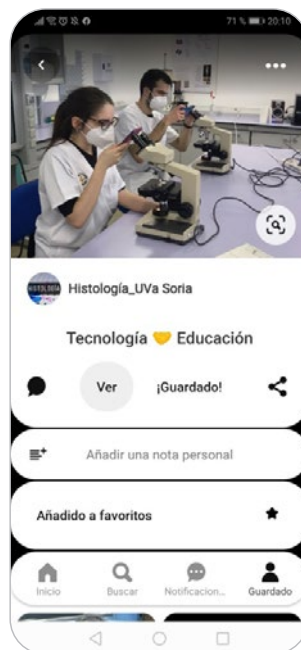 71 % 20:10
HISTOLOGÍA
Histología_UVa Soria
Tecnología 🤝 Educación
Ver ¡Guardado!
Añadir una nota personal
Añadido a favoritos
Inicio Buscar Notificacion... Guardado